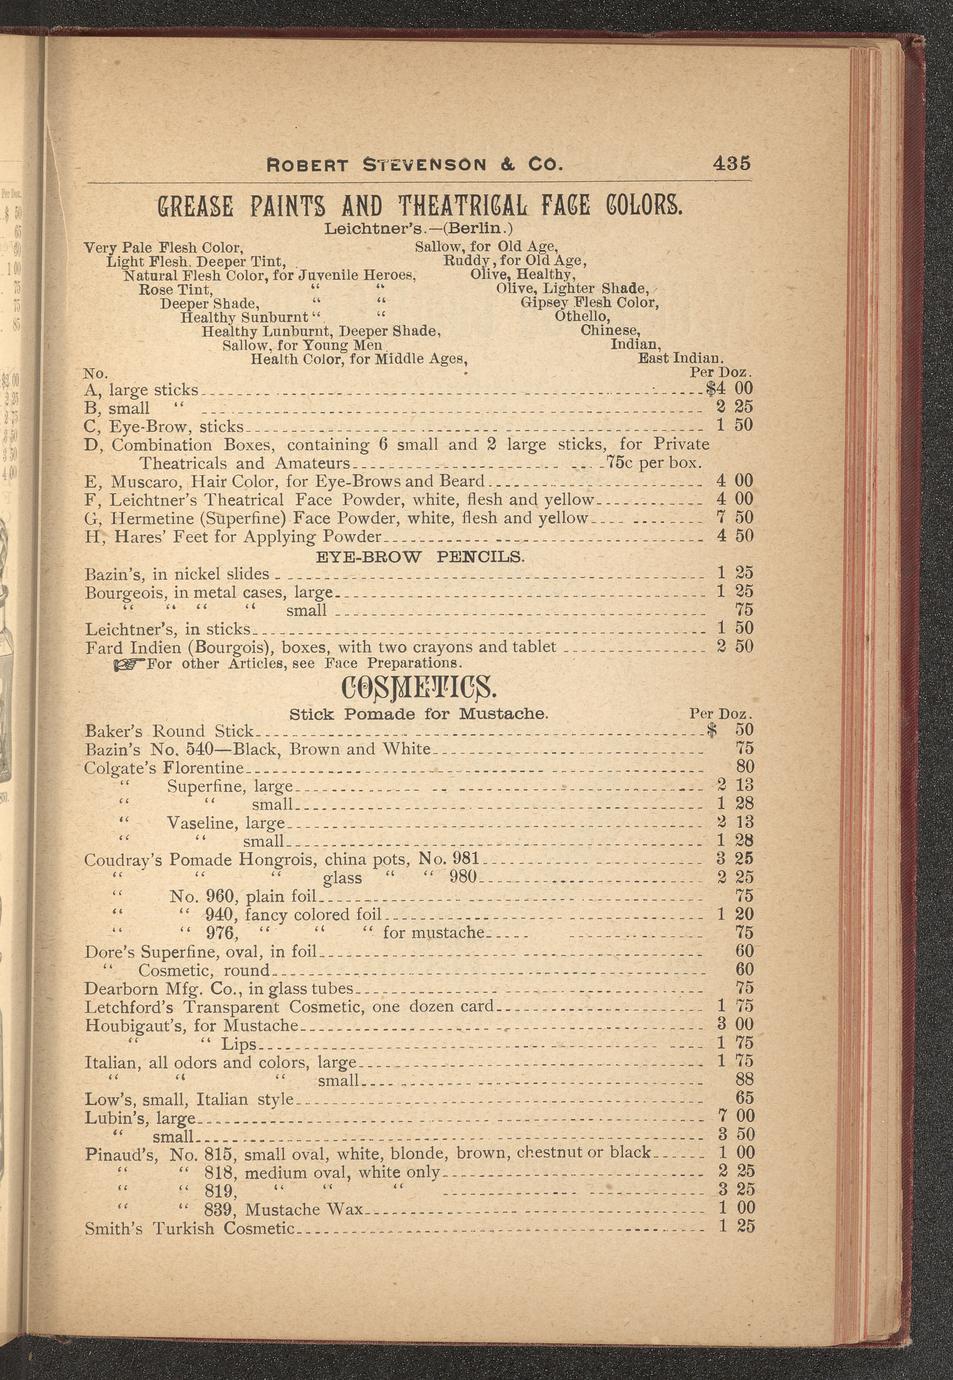 ROBERT STEVENSON & CO. 435
GREASE PAINTS AND THEATRICAL FACE COLORS.
Leichtner's.—(Berlin.)
Very Pale Flesh Color, Sallow, for Old Age,
Light Flesh. Deeper Tint, Ruddy, for Old Age,
Natural Flesh Color, for Juvenile Heroes, Olive, Healthy,
Rose Tint, “ “ Olive, Lighter Shade,
Deeper Shade, “ “ Gipsey Flesh Color,
Healthy Sunburnt “ “ Othello,
Healthy Lunburnt, Deeper Shade, Chinese,
Sallow, for Young Men Indian,
Health Color, for Middle Ages, East Indian.
No. Per Doz.
A, large sticks $4 00
B, small “ 2 25
C, Eye-Brow, sticks 1 50
D, Combination Boxes, containing 6 small and 2 large sticks, for Private
Theatricals and Amateurs 75c per box.
E, Muscaro, Hair Color, for Eye-Brows and Beard 4 00
F, Leichtner's Theatrical Face Powder, white, flesh and yellow 4 00
G, Hermetine (Superfine) Face Powder, white, flesh and yellow 7 50
H, Hares' Feet for Applying Powder 4 50
EYE-BROW PENCILS.
Bazin's, in nickel slides 1 25
Bourgeois, in metal cases, large 1 25
“ “ “ “ small 75
Leichtner's, in sticks 1 50
Fard Indien (Bourgois), boxes, with two crayons and tablet 2 50
☞For other Articles, see Face Preparations.
COSMETICS.
Stick Pomade for Mustache. Per Doz.
Baker's Round Stick $ 50
Bazin's No. 540—Black, Brown and White 75
Colgate's Florentine 80
“ Superfine, large 2 13
“ “ small 1 28
“ Vaseline, large 2 13
“ “ small 1 28
Coudray's Pomade Hongrois, china pots, No. 981 3 25
“ “ “ glass “ “ 980 2 25
“ No. 960, plain foil 75
“ “ 940, fancy colored foil 1 20
“ “ 976, “ “ “ for mustache 75
Dore's Superfine, oval, in foil 60
“ Cosmetic, round 60
Dearborn Mfg. Co., in glass tubes 75
Letchford's Transparent Cosmetic, one dozen card 1 75
Houbigaut's, for Mustache 3 00
“ “ Lips 1 75
Italian, all odors and colors, large 1 75
“ “ “ small 88
Low's, small, Italian style 65
Lubin's, large 7 00
“ small 3 50
Pinaud's, No. 815, small oval, white, blonde, brown, chestnut or black 1 00
“ “ 818, medium oval, white only 2 25
“ “ 819, “ “ “ 3 25
“ “ 839, Mustache Wax 1 00
Smith's Turkish Cosmetic 1 25